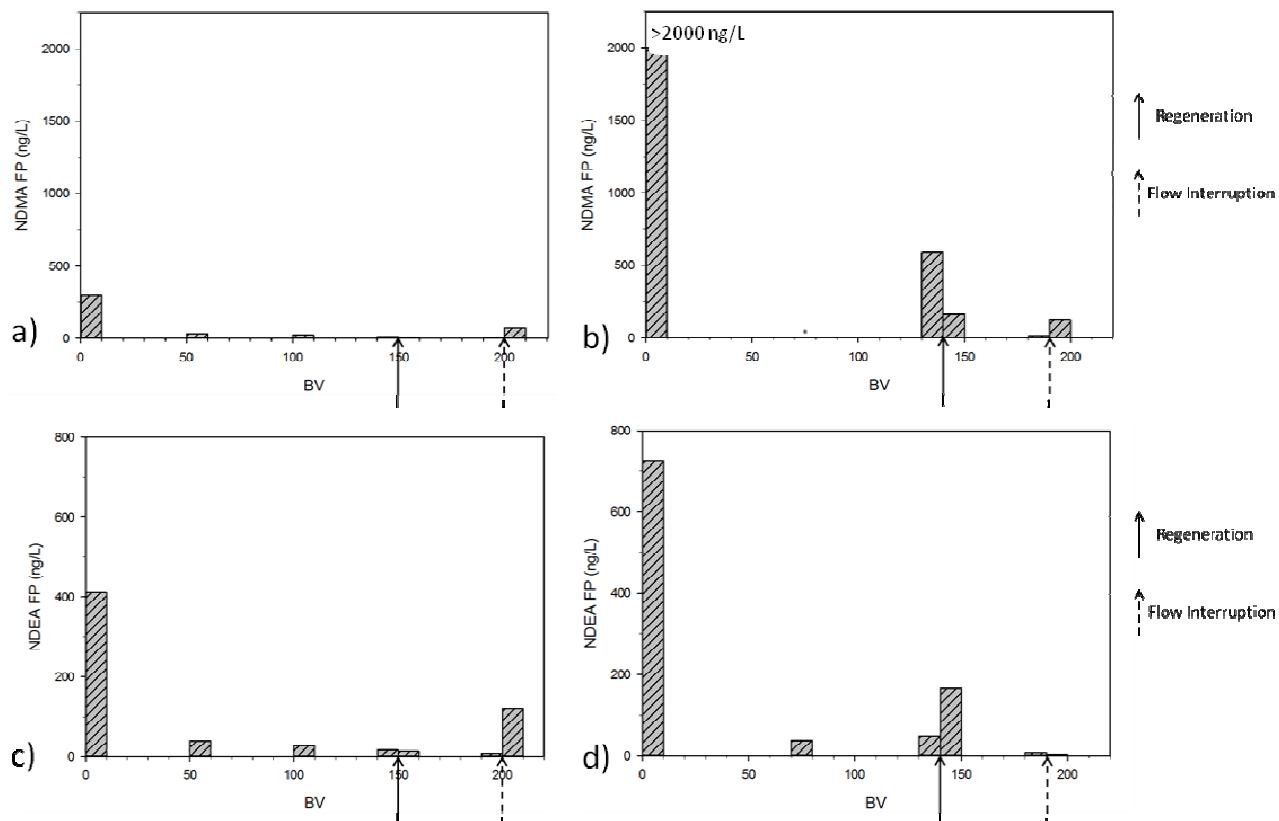 >2000 ng/L
2000
1500
1000
500
0
NDMA FP (ng/L)
0
50
100
150
200
BV
a)
2000
1500
1000
500
0
NDMA FP (ng/L)
0
50
100
150
200
BV
b)
Regeneration
Flow Interruption
800
600
400
200
0
NDEA FP (ng/L)
0
50
100
150
200
BV
c)
800
600
400
200
0
NDEA FP (ng/L)
0
50
100
150
200
BV
d)
Regeneration
Flow Interruption